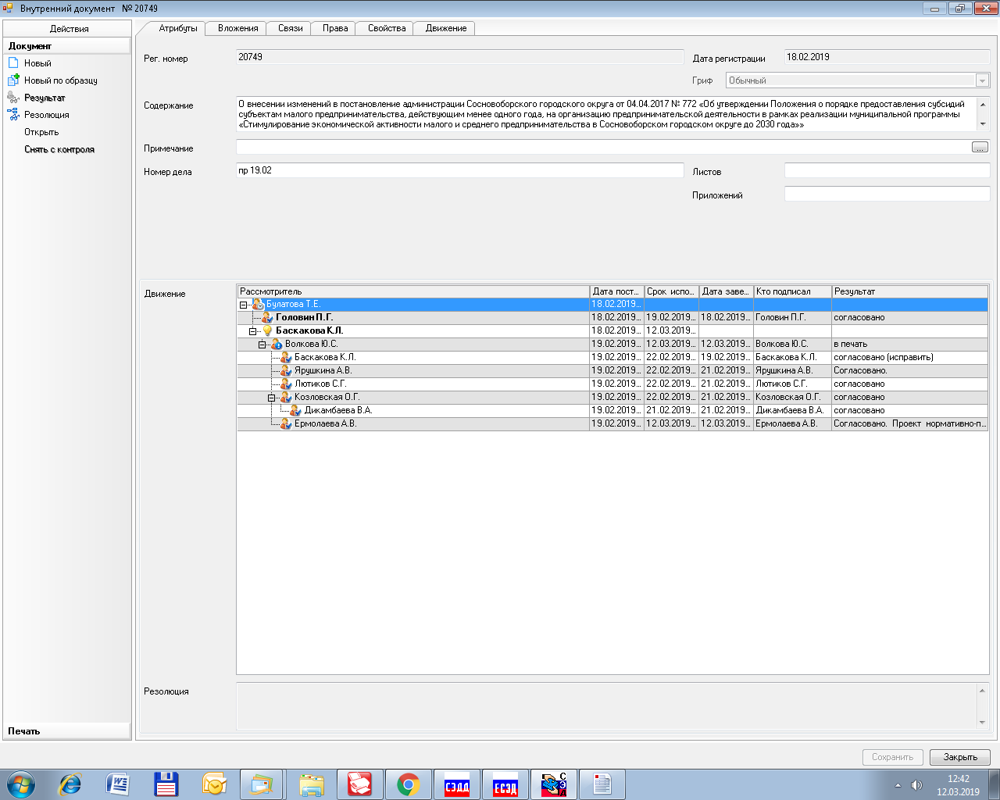 Внутренний документ № 20749
Действия
Документ
Новый
Новый по образцу
Результат
Резолюция
Открыть
Снять с контроля
Печать
Атрибуты Вложения Связи Права Свойства Движение
Рег. номер 20749 Дата регистрации 18.02.2019
Гриф Обычный
Содержание
О внесении изменений в постановление администрации Сосновоборского городского округа от 04.04.2017 № 772 «Об утверждении Положения о порядке предоставления субсидий
субъектам малого предпринимательства, действующим менее одного года, на организацию предпринимательской деятельности в рамках реализации муниципальной программы
«Стимулирование экономической активности малого и среднего предпринимательства в Сосновоборском городском округе до 2030 года»»
Примечание ...
Номер дела пр 19.02 Листов
Приложений
Движение
Рассмотритель Дата пост... Срок испо... Дата заве... Кто подписал Результат
Булатова Т.Е. 18.02.2019...
Головин П.Г. 18.02.2019... 19.02.2019... 18.02.2019... Головин П.Г. согласовано
Баскакова К.Л. 18.02.2019... 12.03.2019...
Волкова Ю.С. 19.02.2019... 12.03.2019... 12.03.2019... Волкова Ю.С. в печать
Баскакова К.Л. 19.02.2019... 22.02.2019... 19.02.2019... Баскакова К.Л. согласовано (исправить)
Ярушкина А.В. 19.02.2019... 22.02.2019... 21.02.2019... Ярушкина А.В. Согласовано.
Лютиков С.Г. 19.02.2019... 22.02.2019... 21.02.2019... Лютиков С.Г. согласовано
Козловская О.Г. 19.02.2019... 22.02.2019... 21.02.2019... Козловская О.Г. согласовано
Дикамбаева В.А. 19.02.2019... 21.02.2019... 21.02.2019... Дикамбаева В.А. согласовано
Ермолаева А.В. 19.02.2019... 12.03.2019... 12.03.2019... Ермолаева А.В. Согласовано. Проект нормативно-п...
Резолюция
Сохранить Закрыть
СЭДД ЕСЭД СЭД
12:42
12.03.2019